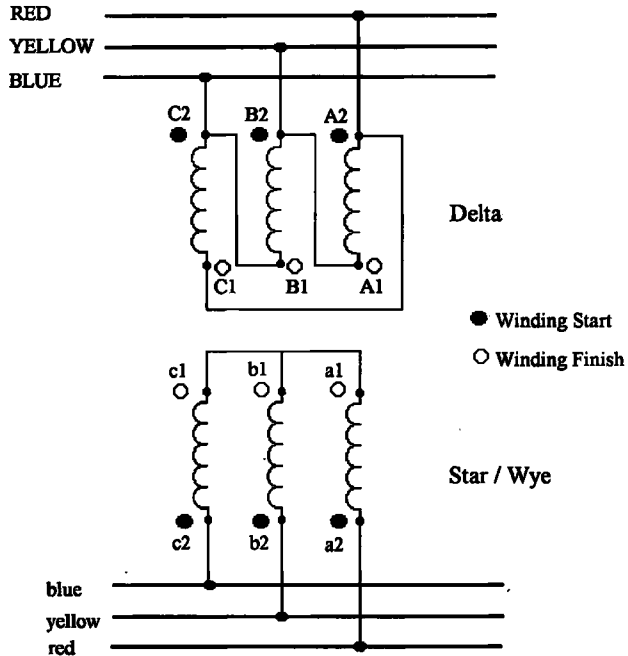 RED
YELLOW
BLUE
C2 B2 A2
Delta
C1 B1 A1
Winding Start
Winding Finish
c1 b1 a1
Star / Wye
c2 b2 a2
blue
yellow
red